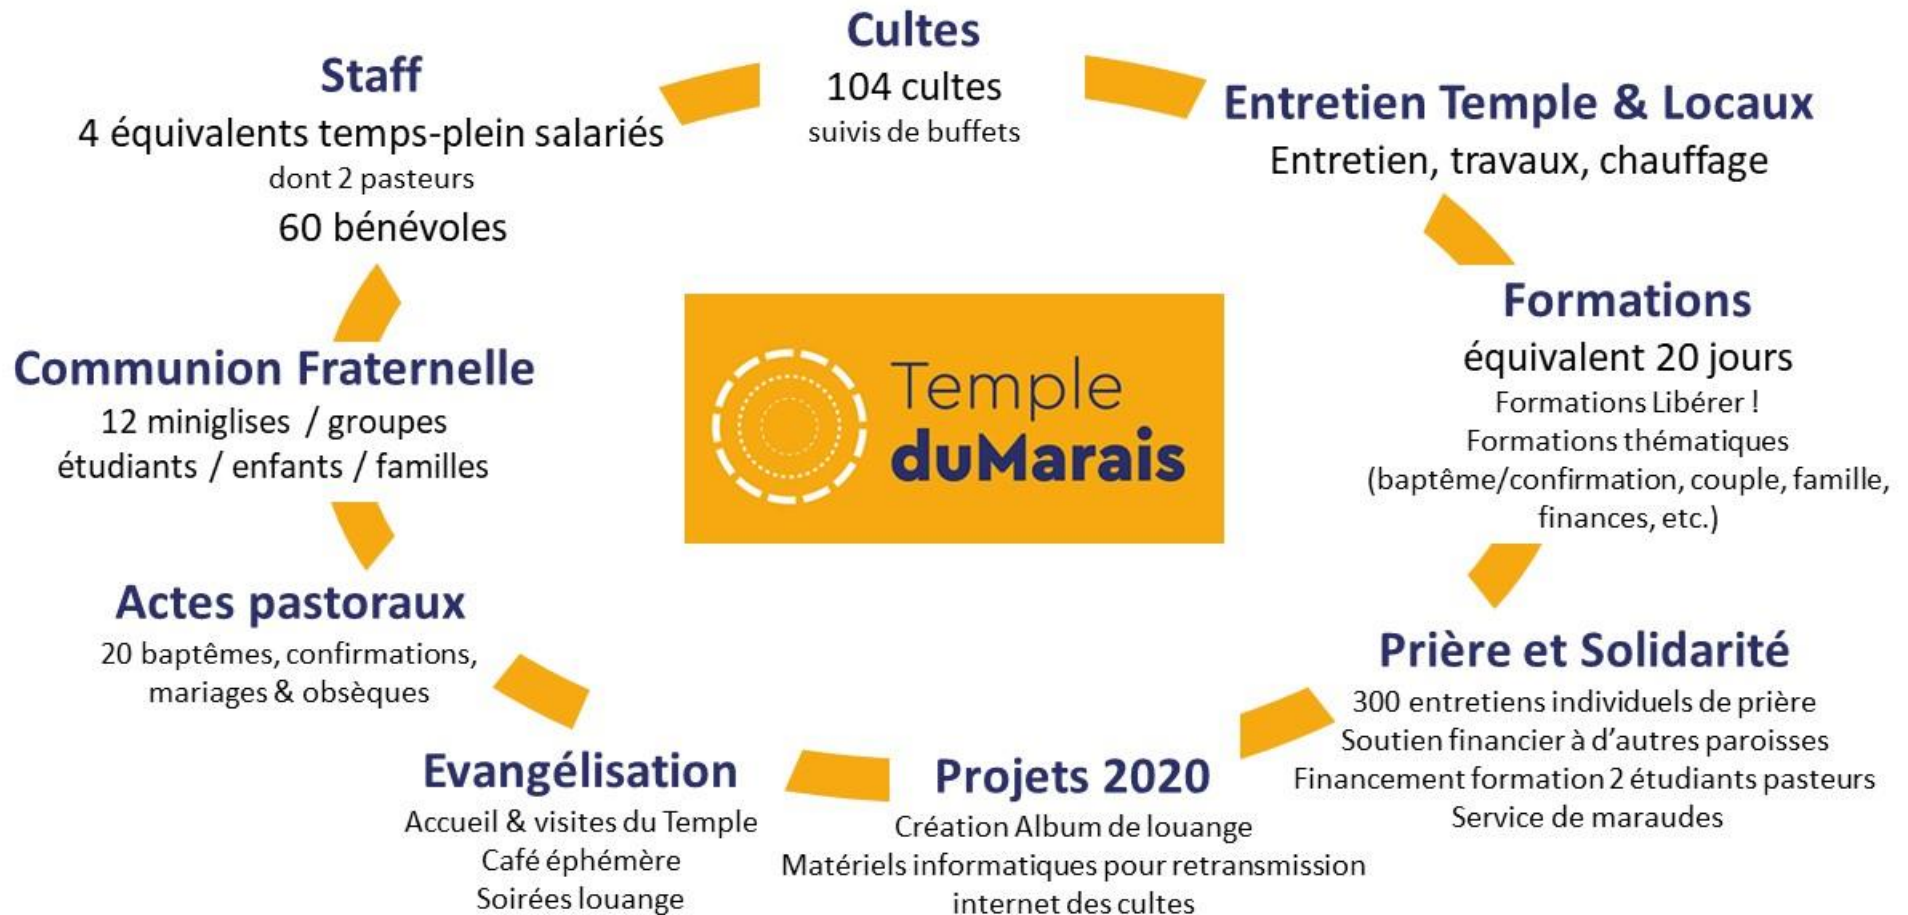 Cultes
104 cultes
suivis de buffets
Staff
4 équivalents temps-plein salariés
dont 2 pasteurs
60 bénévoles
Entretien Temple & Locaux
Entretien, travaux, chauffage
Formations
équivalent 20 jours
Formations Libérer !
Formations thématiques
(baptême/confirmation, couple, famille,
finances, etc.)
Communion Fraternelle
12 miniglises / groupes
étudiants / enfants / familles
Temple
duMarais
Actes pastoraux
20 baptêmes, confirmations,
mariages & obsèques
Prière et Solidarité
300 entretiens individuels de prière
Soutien financier à d’autres paroisses
Financement formation 2 étudiants pasteurs
Service de maraudes
Evangélisation
Accueil & visites du Temple
Café éphémère
Soirées louange
Projets 2020
Création Album de louange
Matériels informatiques pour retransmission
internet des cultes